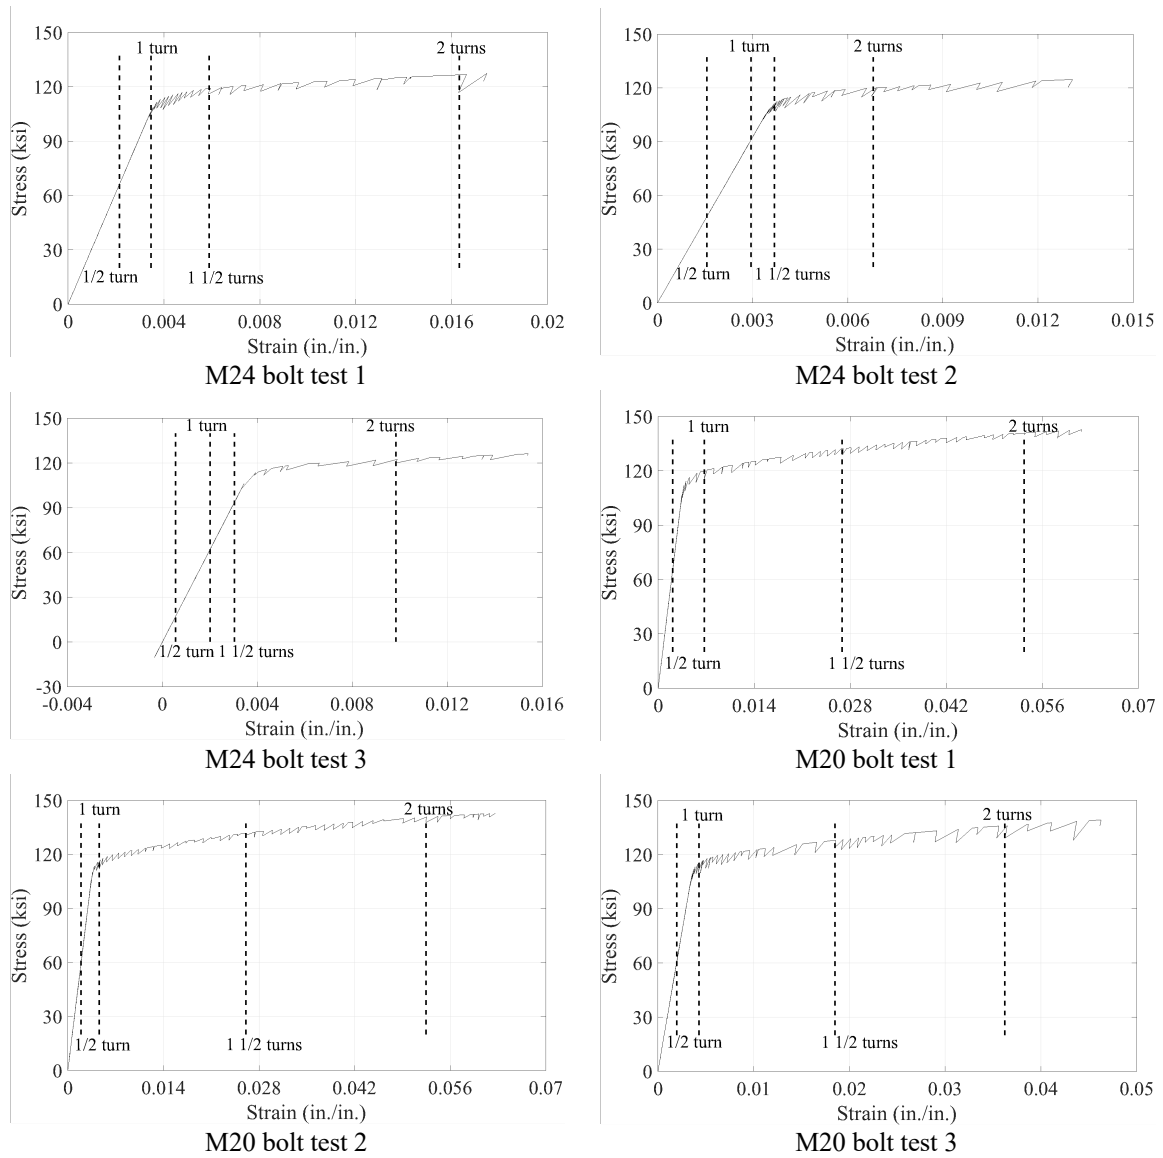 150
1 turn
2 turns
120
90
60
30
0
Stress (ksi)
1/2 turn
1 1/2 turns
0 0.004 0.008 0.012 0.016 0.02
Strain (in./in.)
M24 bolt test 1
150
1 turn
2 turns
120
90
60
30
0
Stress (ksi)
1/2 turn
1 1/2 turns
0 0.003 0.006 0.009 0.012 0.015
Strain (in./in.)
M24 bolt test 2
150
1 turn
2 turns
120
90
60
30
0
-30
Stress (ksi)
1/2 turn
1 1/2 turns
-0.004 0 0.004 0.008 0.012 0.016
Strain (in./in.)
M24 bolt test 3
150
1 turn
2 turns
120
90
60
30
0
Stress (ksi)
1/2 turn
1 1/2 turns
0 0.014 0.028 0.042 0.056 0.07
Strain (in./in.)
M20 bolt test 1
150
1 turn
2 turns
120
90
60
30
0
Stress (ksi)
1/2 turn
1 1/2 turns
0 0.014 0.028 0.042 0.056 0.07
Strain (in./in.)
M20 bolt test 2
150
1 turn
2 turns
120
90
60
30
0
Stress (ksi)
1/2 turn
1 1/2 turns
0 0.01 0.02 0.03 0.04 0.05
Strain (in./in.)
M20 bolt test 3